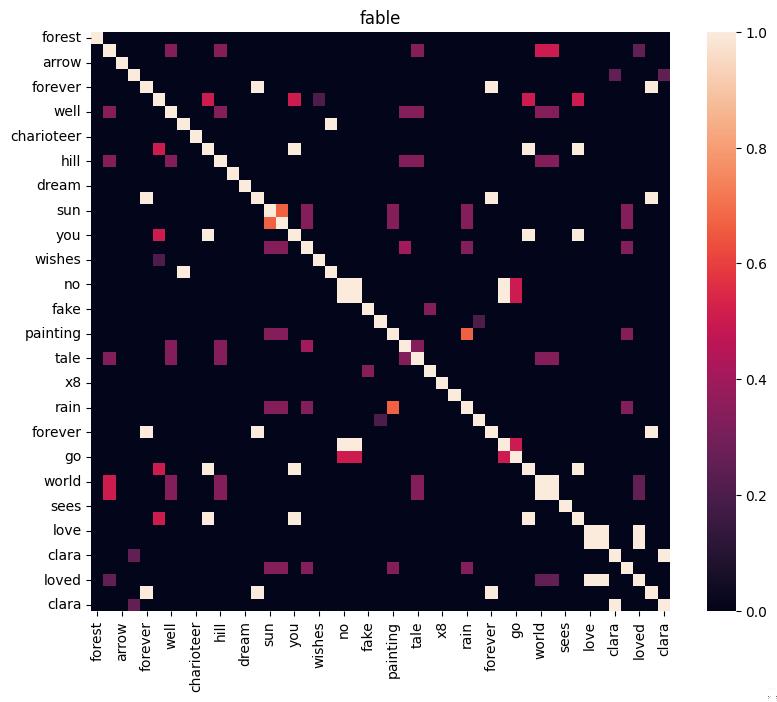 fable
forest
arrow
forever
well
charioteer
hill
dream
sun
you
wishes
no
fake
painting
tale
x8
rain
forever
go
world
sees
love
clara
loved
clara
1.0
0.8
0.6
0.4
0.2
0.0
forest
arrow
forever
well
charioteer
hill
dream
sun
you
wishes
no
fake
painting
tale
x8
rain
forever
go
world
sees
love
clara
loved
clara